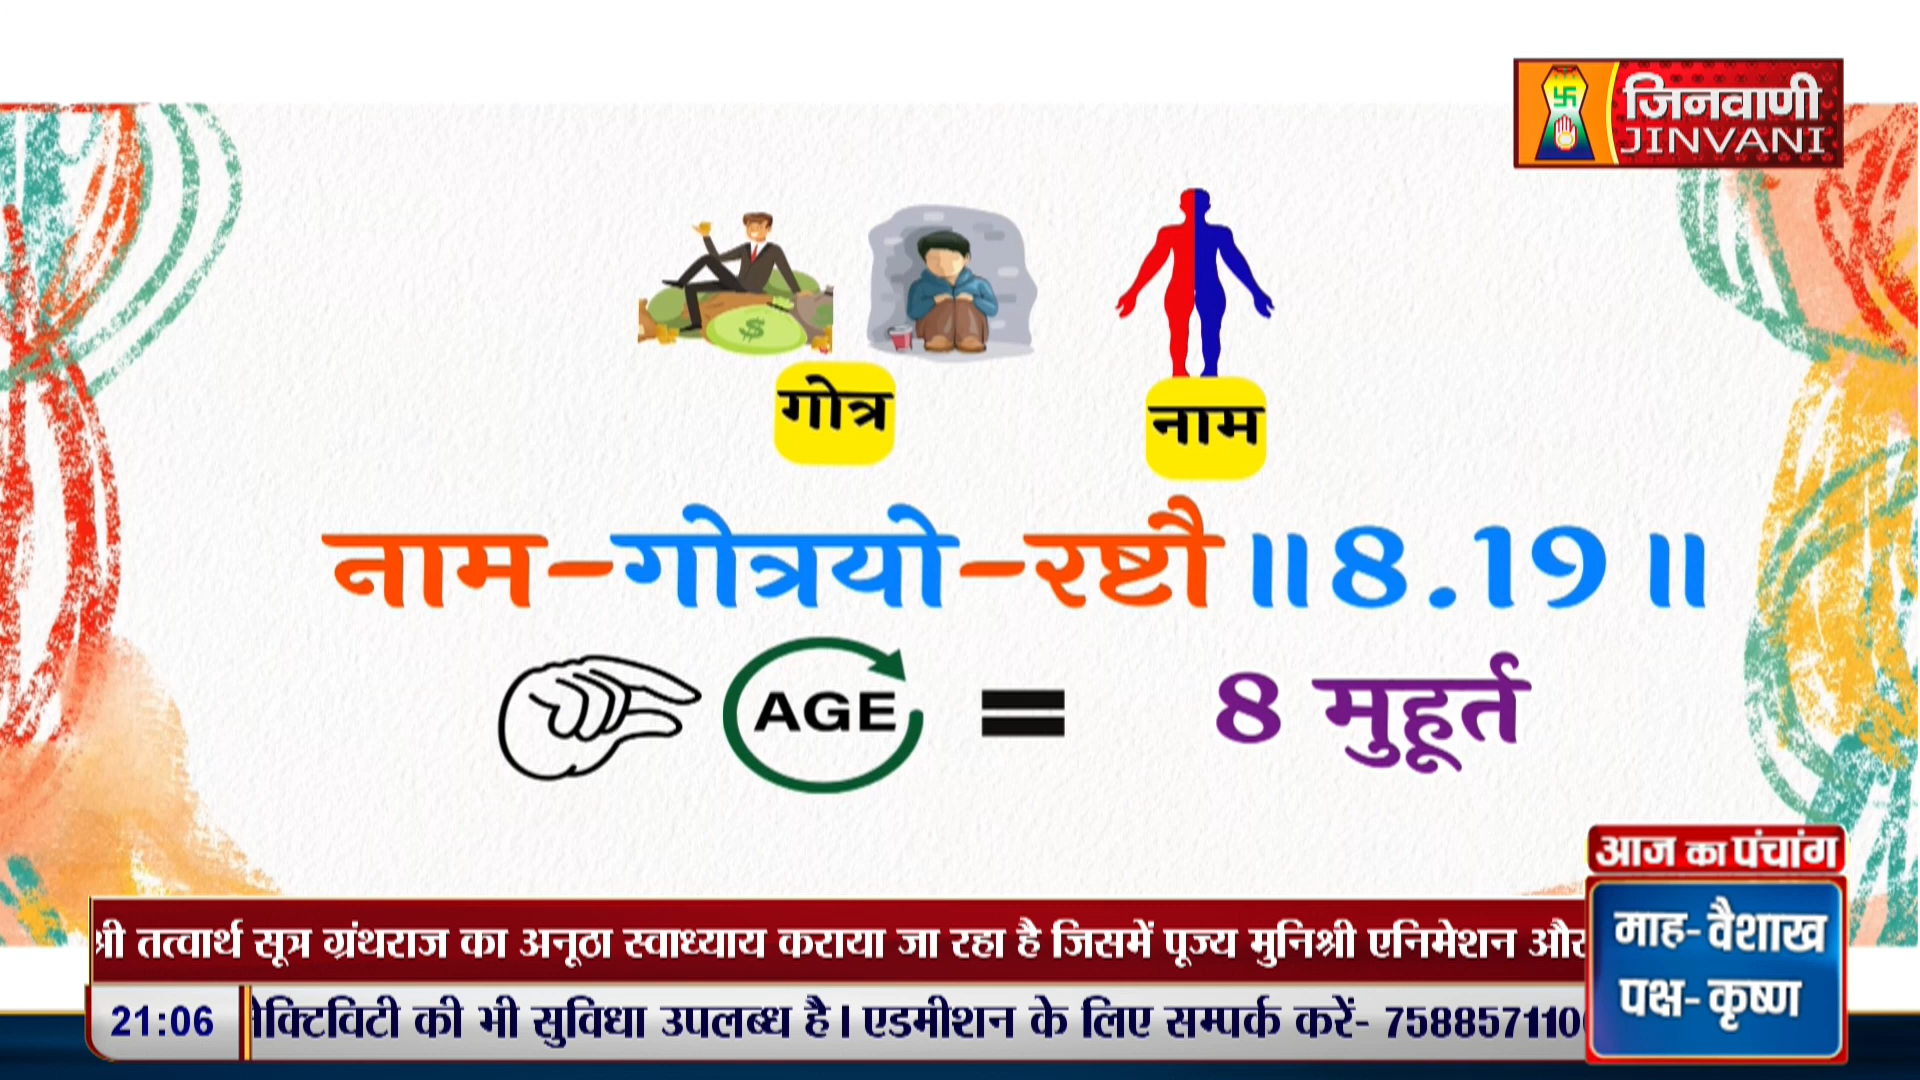 जिनवाणी
JINVANI
गोत्र
नाम
नाम-गोत्रयो-रष्टौ ॥8.19॥
AGE = 8 मुहूर्त
$
आज का पंचांग
माह- वैशाख
पक्ष- कृष्ण
श्री तत्वार्थ सूत्र ग्रंथराज का अनूठा स्वाध्याय कराया जा रहा है जिसमें पूज्य मुनिश्री एनिमेशन
21:06
की भी सुविधा उपलब्ध है। एडमीशन के लिए सम्पर्क करें- 758857110